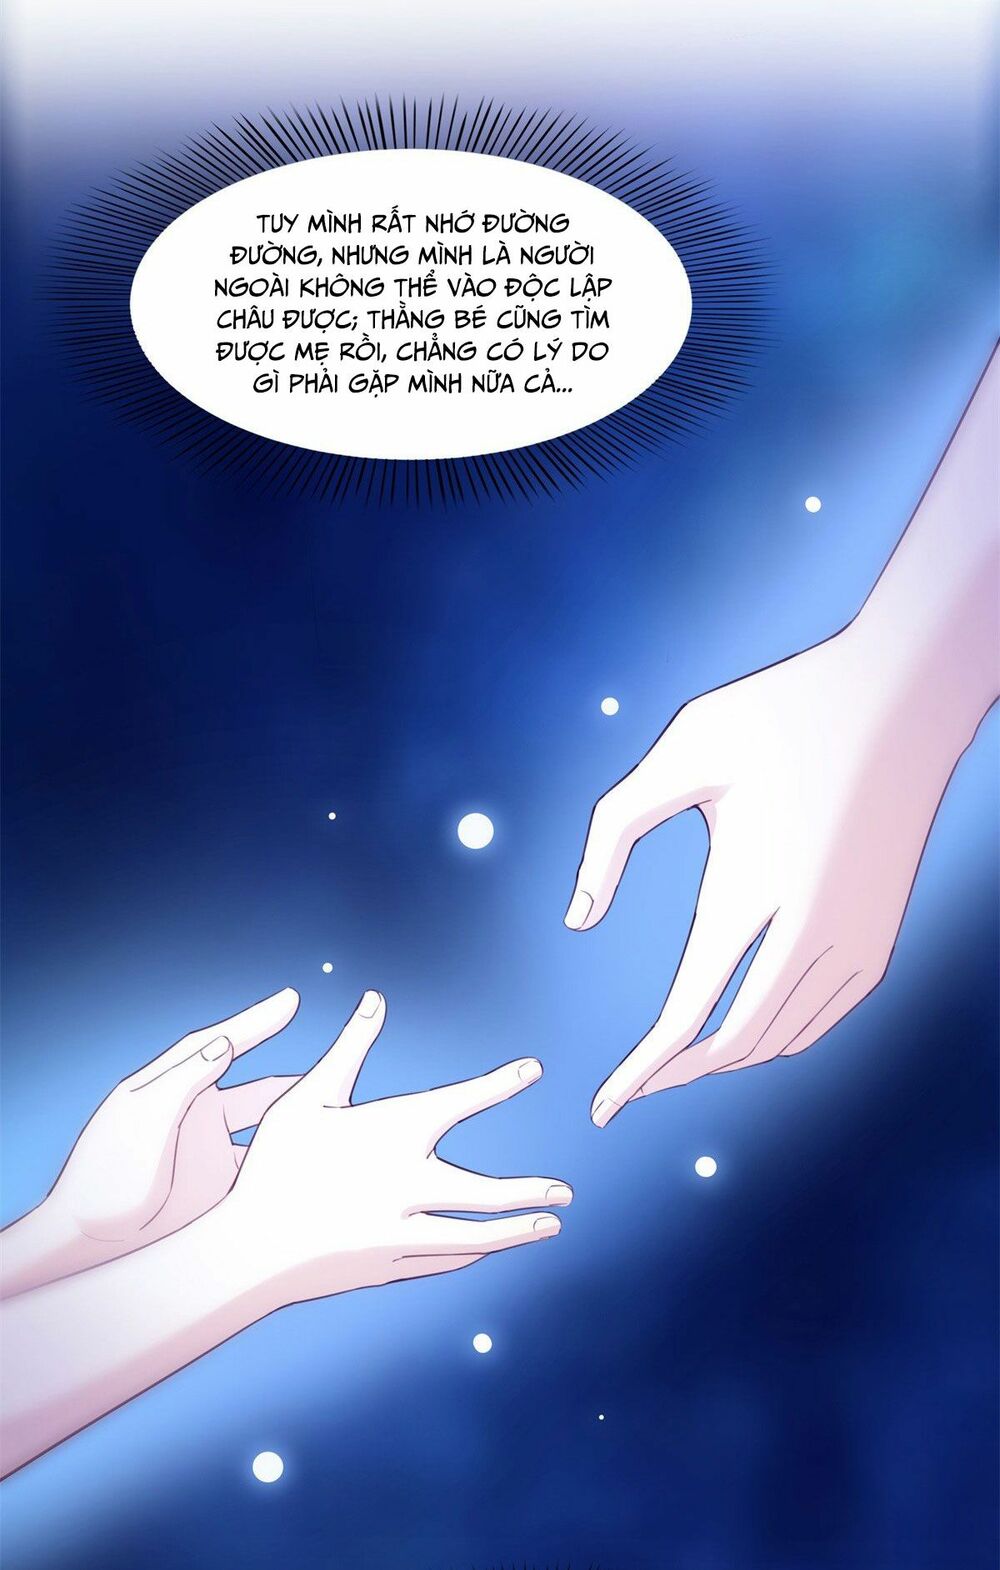 TUY MÌNH RẤT NHỚ ĐƯỜNG
ĐƯỜNG, NHƯNG MÌNH LÀ NGƯỜI
NGOÀI KHÔNG THỂ VÀO ĐỘC LẬP
CHÂU ĐƯỢC; THẰNG BÉ CŨNG TÌM
ĐƯỢC MẸ RỒI, CHẲNG CÓ LÝ DO
GÌ PHẢI GẶP MÌNH NỮA CẢ...